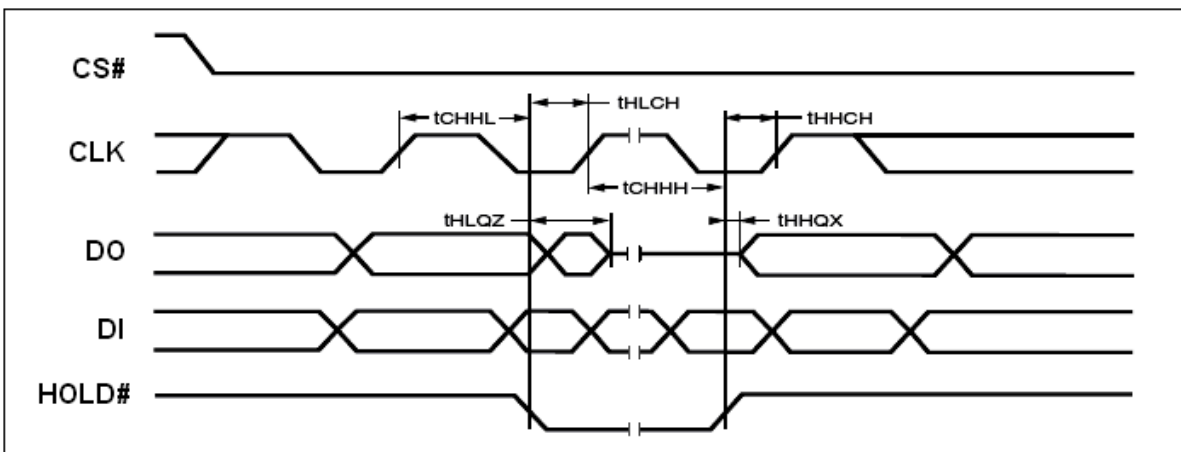 CS#
tCHHL
tHLCH
tHHCH
CLK
tCHHH
tHLQZ
tHHQX
DO
DI
HOLD#